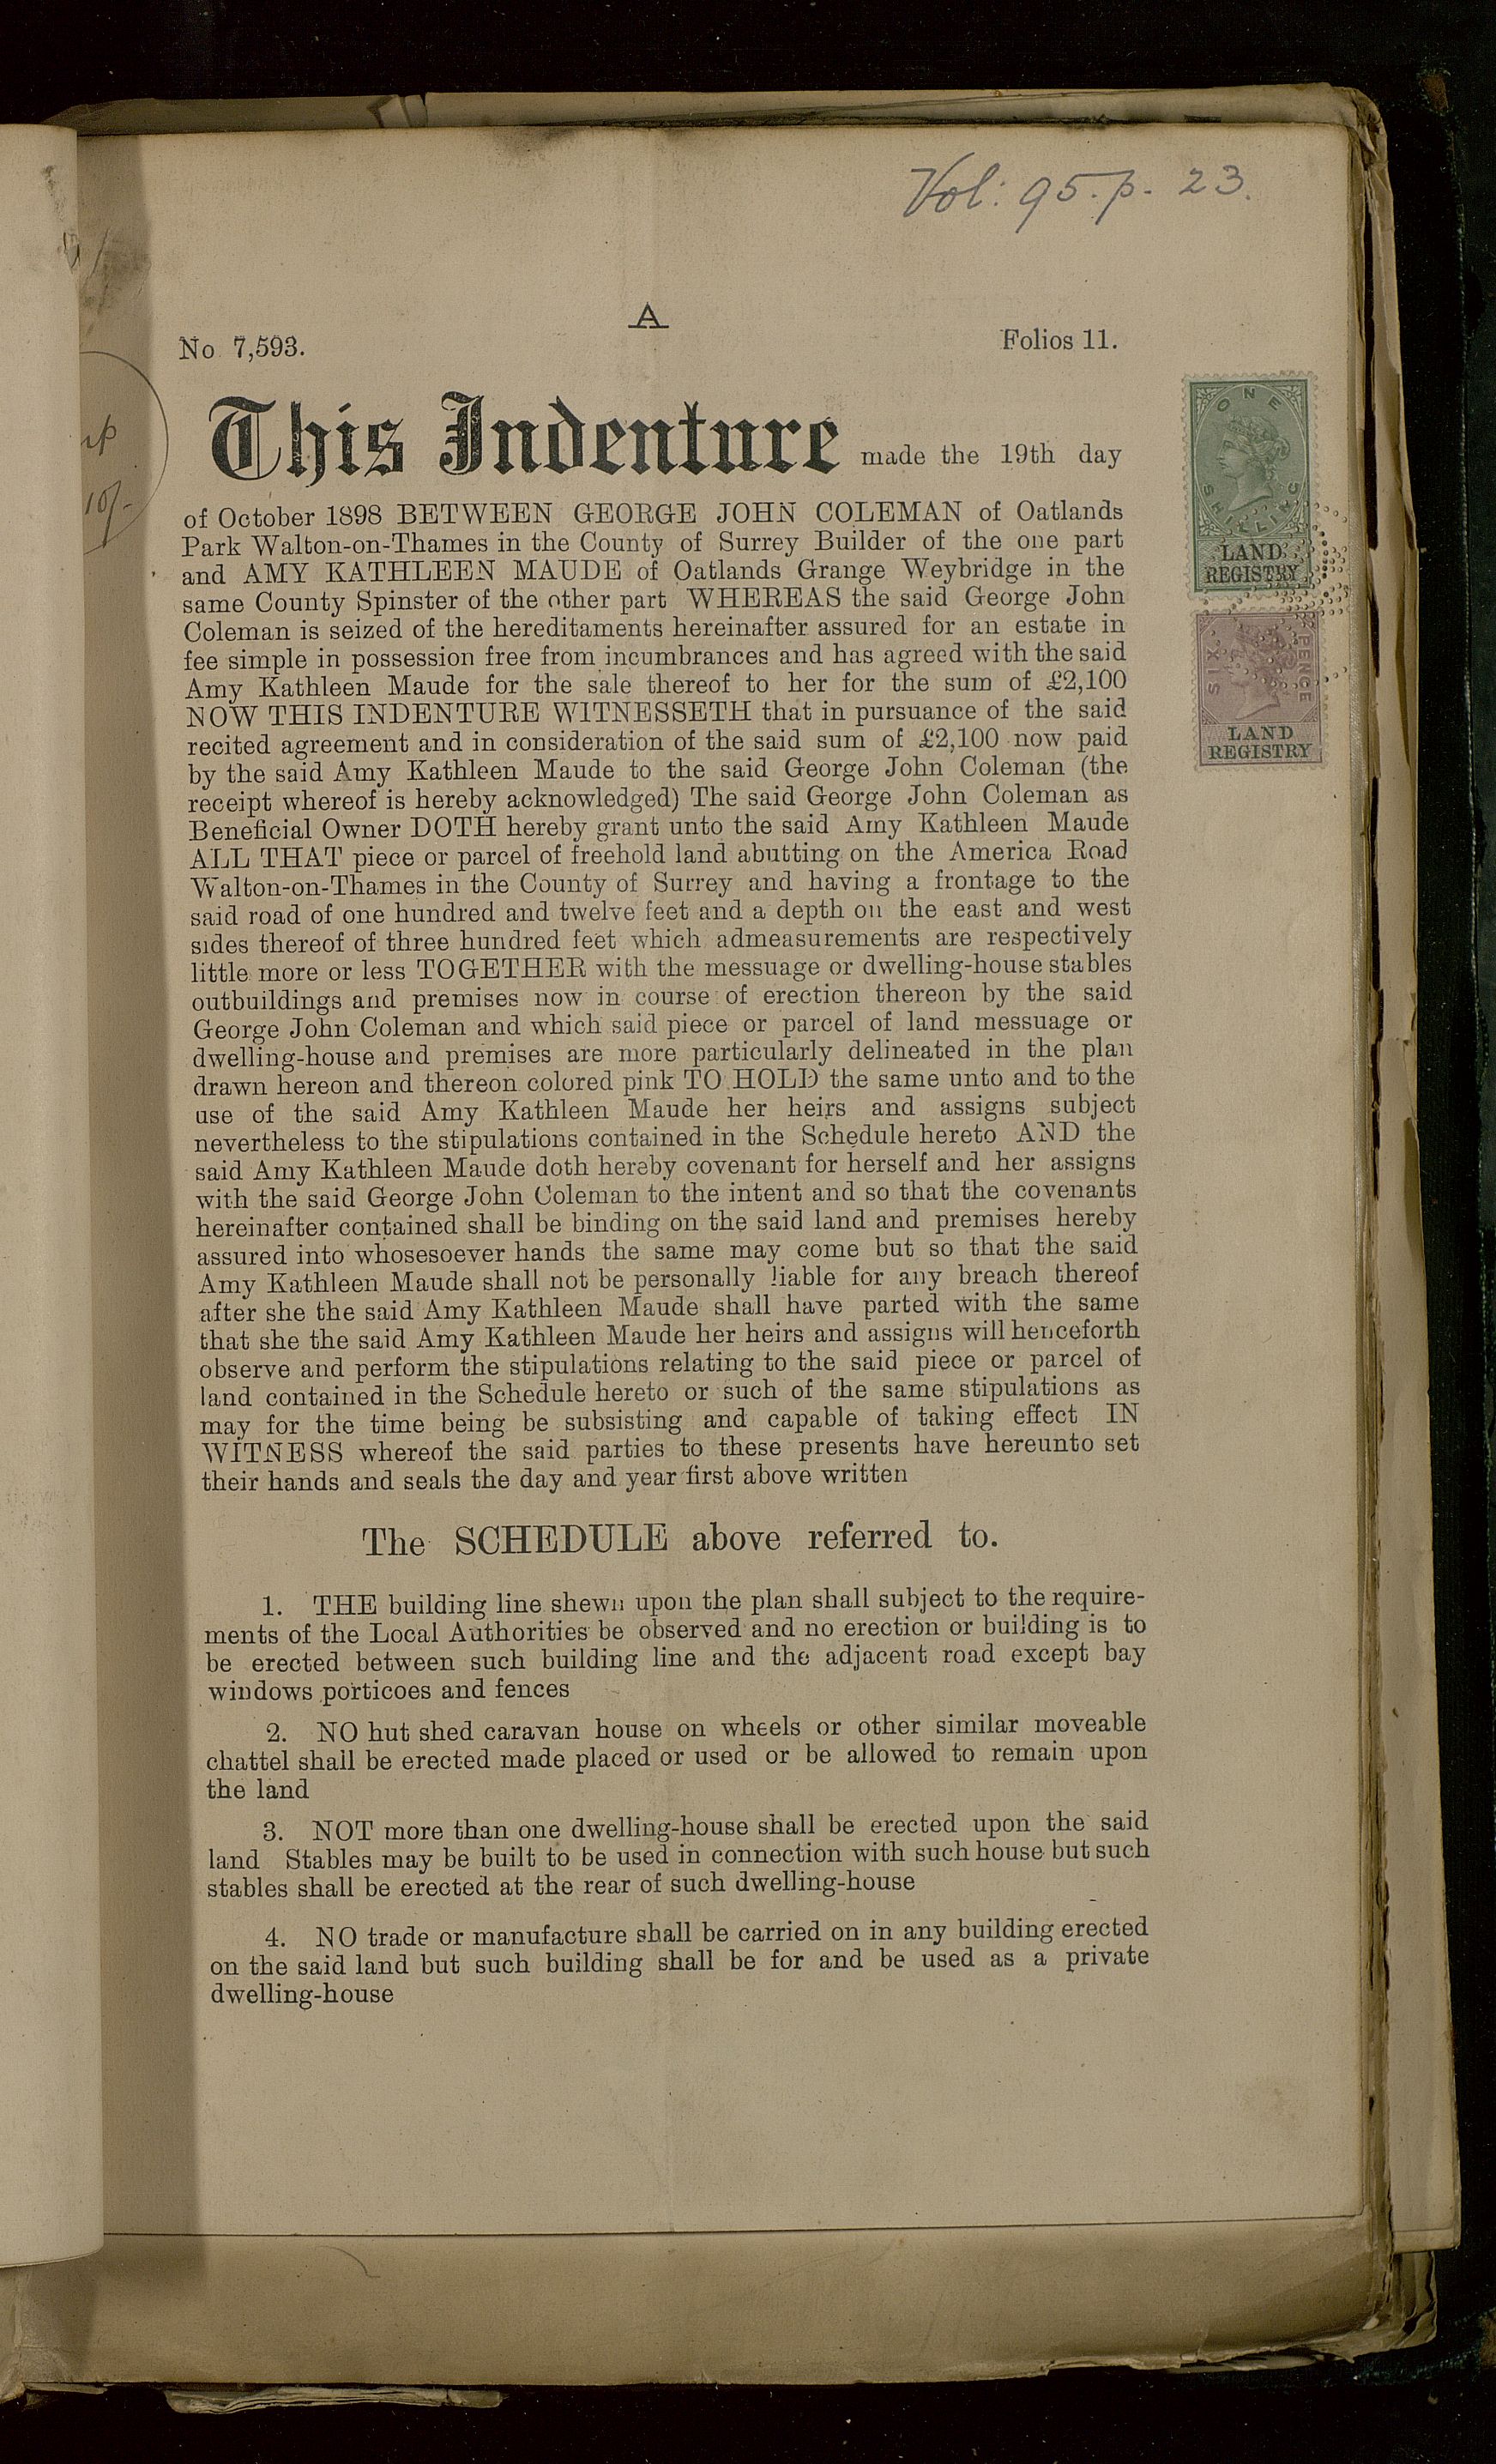 Vol: 95. p. 23.
A
No 7,593.
Folios 11.
This Indenture made the 19th day
of October 1898 BETWEEN GEORGE JOHN COLEMAN of Oatlands
Park Walton-on-Thames in the County of Surrey Builder of the one part
and AMY KATHLEEN MAUDE of Oatlands Grange Weybridge in the
same County Spinster of the other part WHEREAS the said George John
Coleman is seized of the hereditaments hereinafter assured for an estate in
fee simple in possession free from incumbrances and has agreed with the said
Amy Kathleen Maude for the sale thereof to her for the sum of £2,100
NOW THIS INDENTURE WITNESSETH that in pursuance of the said
recited agreement and in consideration of the said sum of £2,100 now paid
by the said Amy Kathleen Maude to the said George John Coleman (the
receipt whereof is hereby acknowledged) The said George John Coleman as
Beneficial Owner DOTH hereby grant unto the said Amy Kathleen Maude
ALL THAT piece or parcel of freehold land abutting on the America Road
Walton-on-Thames in the County of Surrey and having a frontage to the
said road of one hundred and twelve feet and a depth on the east and west
sides thereof of three hundred feet which admeasurements are respectively
little more or less TOGETHER with the messuage or dwelling-house stables
outbuildings and premises now in course of erection thereon by the said
George John Coleman and which said piece or parcel of land messuage or
dwelling-house and premises are more particularly delineated in the plan
drawn hereon and thereon colored pink TO HOLD the same unto and to the
use of the said Amy Kathleen Maude her heirs and assigns subject
nevertheless to the stipulations contained in the Schedule hereto AND the
said Amy Kathleen Maude doth hereby covenant for herself and her assigns
with the said George John Coleman to the intent and so that the covenants
hereinafter contained shall be binding on the said land and premises hereby
assured into whosesoever hands the same may come but so that the said
Amy Kathleen Maude shall not be personally liable for any breach thereof
after she the said Amy Kathleen Maude shall have parted with the same
that she the said Amy Kathleen Maude her heirs and assigns will henceforth
observe and perform the stipulations relating to the said piece or parcel of
land contained in the Schedule hereto or such of the same stipulations as
may for the time being be subsisting and capable of taking effect IN
WITNESS whereof the said parties to these presents have hereunto set
their hands and seals the day and year first above written
The SCHEDULE above referred to.
1. THE building line shewn upon the plan shall subject to the require-
ments of the Local Authorities be observed and no erection or building is to
be erected between such building line and the adjacent road except bay
windows porticoes and fences
2. NO hut shed caravan house on wheels or other similar moveable
chattel shall be erected made placed or used or be allowed to remain upon
the land
3. NOT more than one dwelling-house shall be erected upon the said
land Stables may be built to be used in connection with such house but such
stables shall be erected at the rear of such dwelling-house
4. NO trade or manufacture shall be carried on in any building erected
on the said land but such building shall be for and be used as a private
dwelling-house
ONE
SHILLING
LAND
REGISTRY
SIX
PENCE
LAND
REGISTRY
10/-